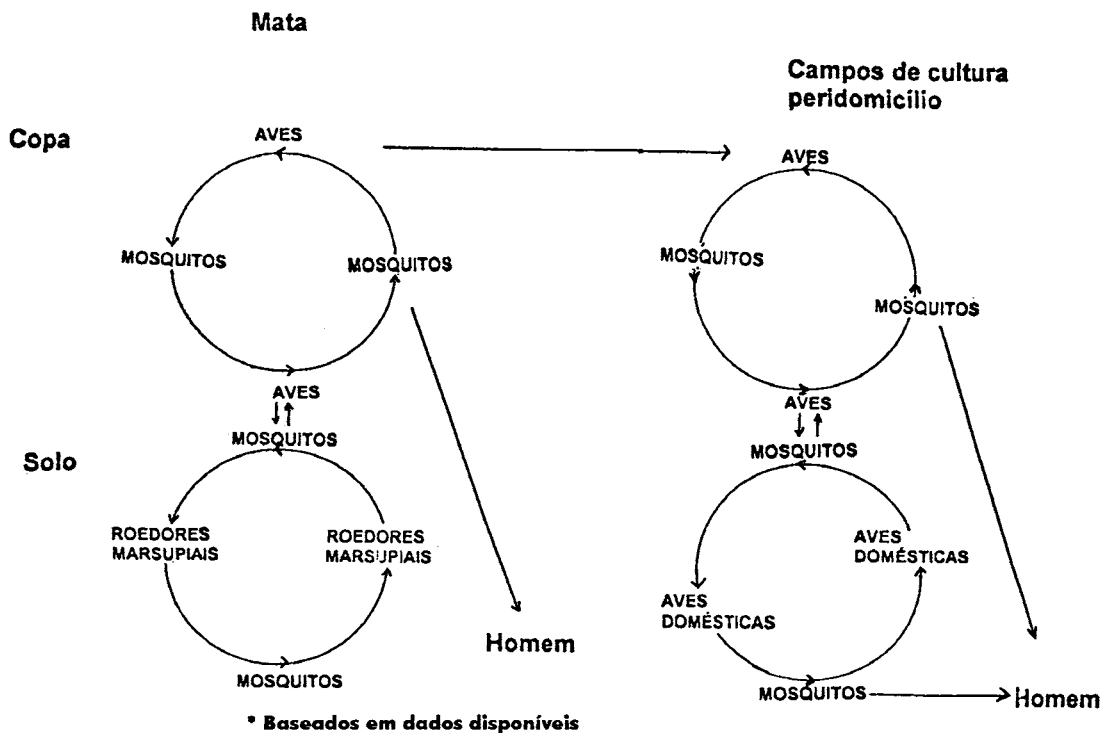 Mata
Campos de cultura
peridomicílio
Copa
AVES
AVES
MOSQUITOS
MOSQUITOS
MOSQUITOS
MOSQUITOS
AVES
AVES
MOSQUITOS
MOSQUITOS
Solo
ROEDORES
MARSUPIAIS
ROEDORES
MARSUPIAIS
AVES
DOMÉSTICAS
AVES
DOMÉSTICAS
Homem
MOSQUITOS
MOSQUITOS
Homem
* Baseados em dados disponíveis